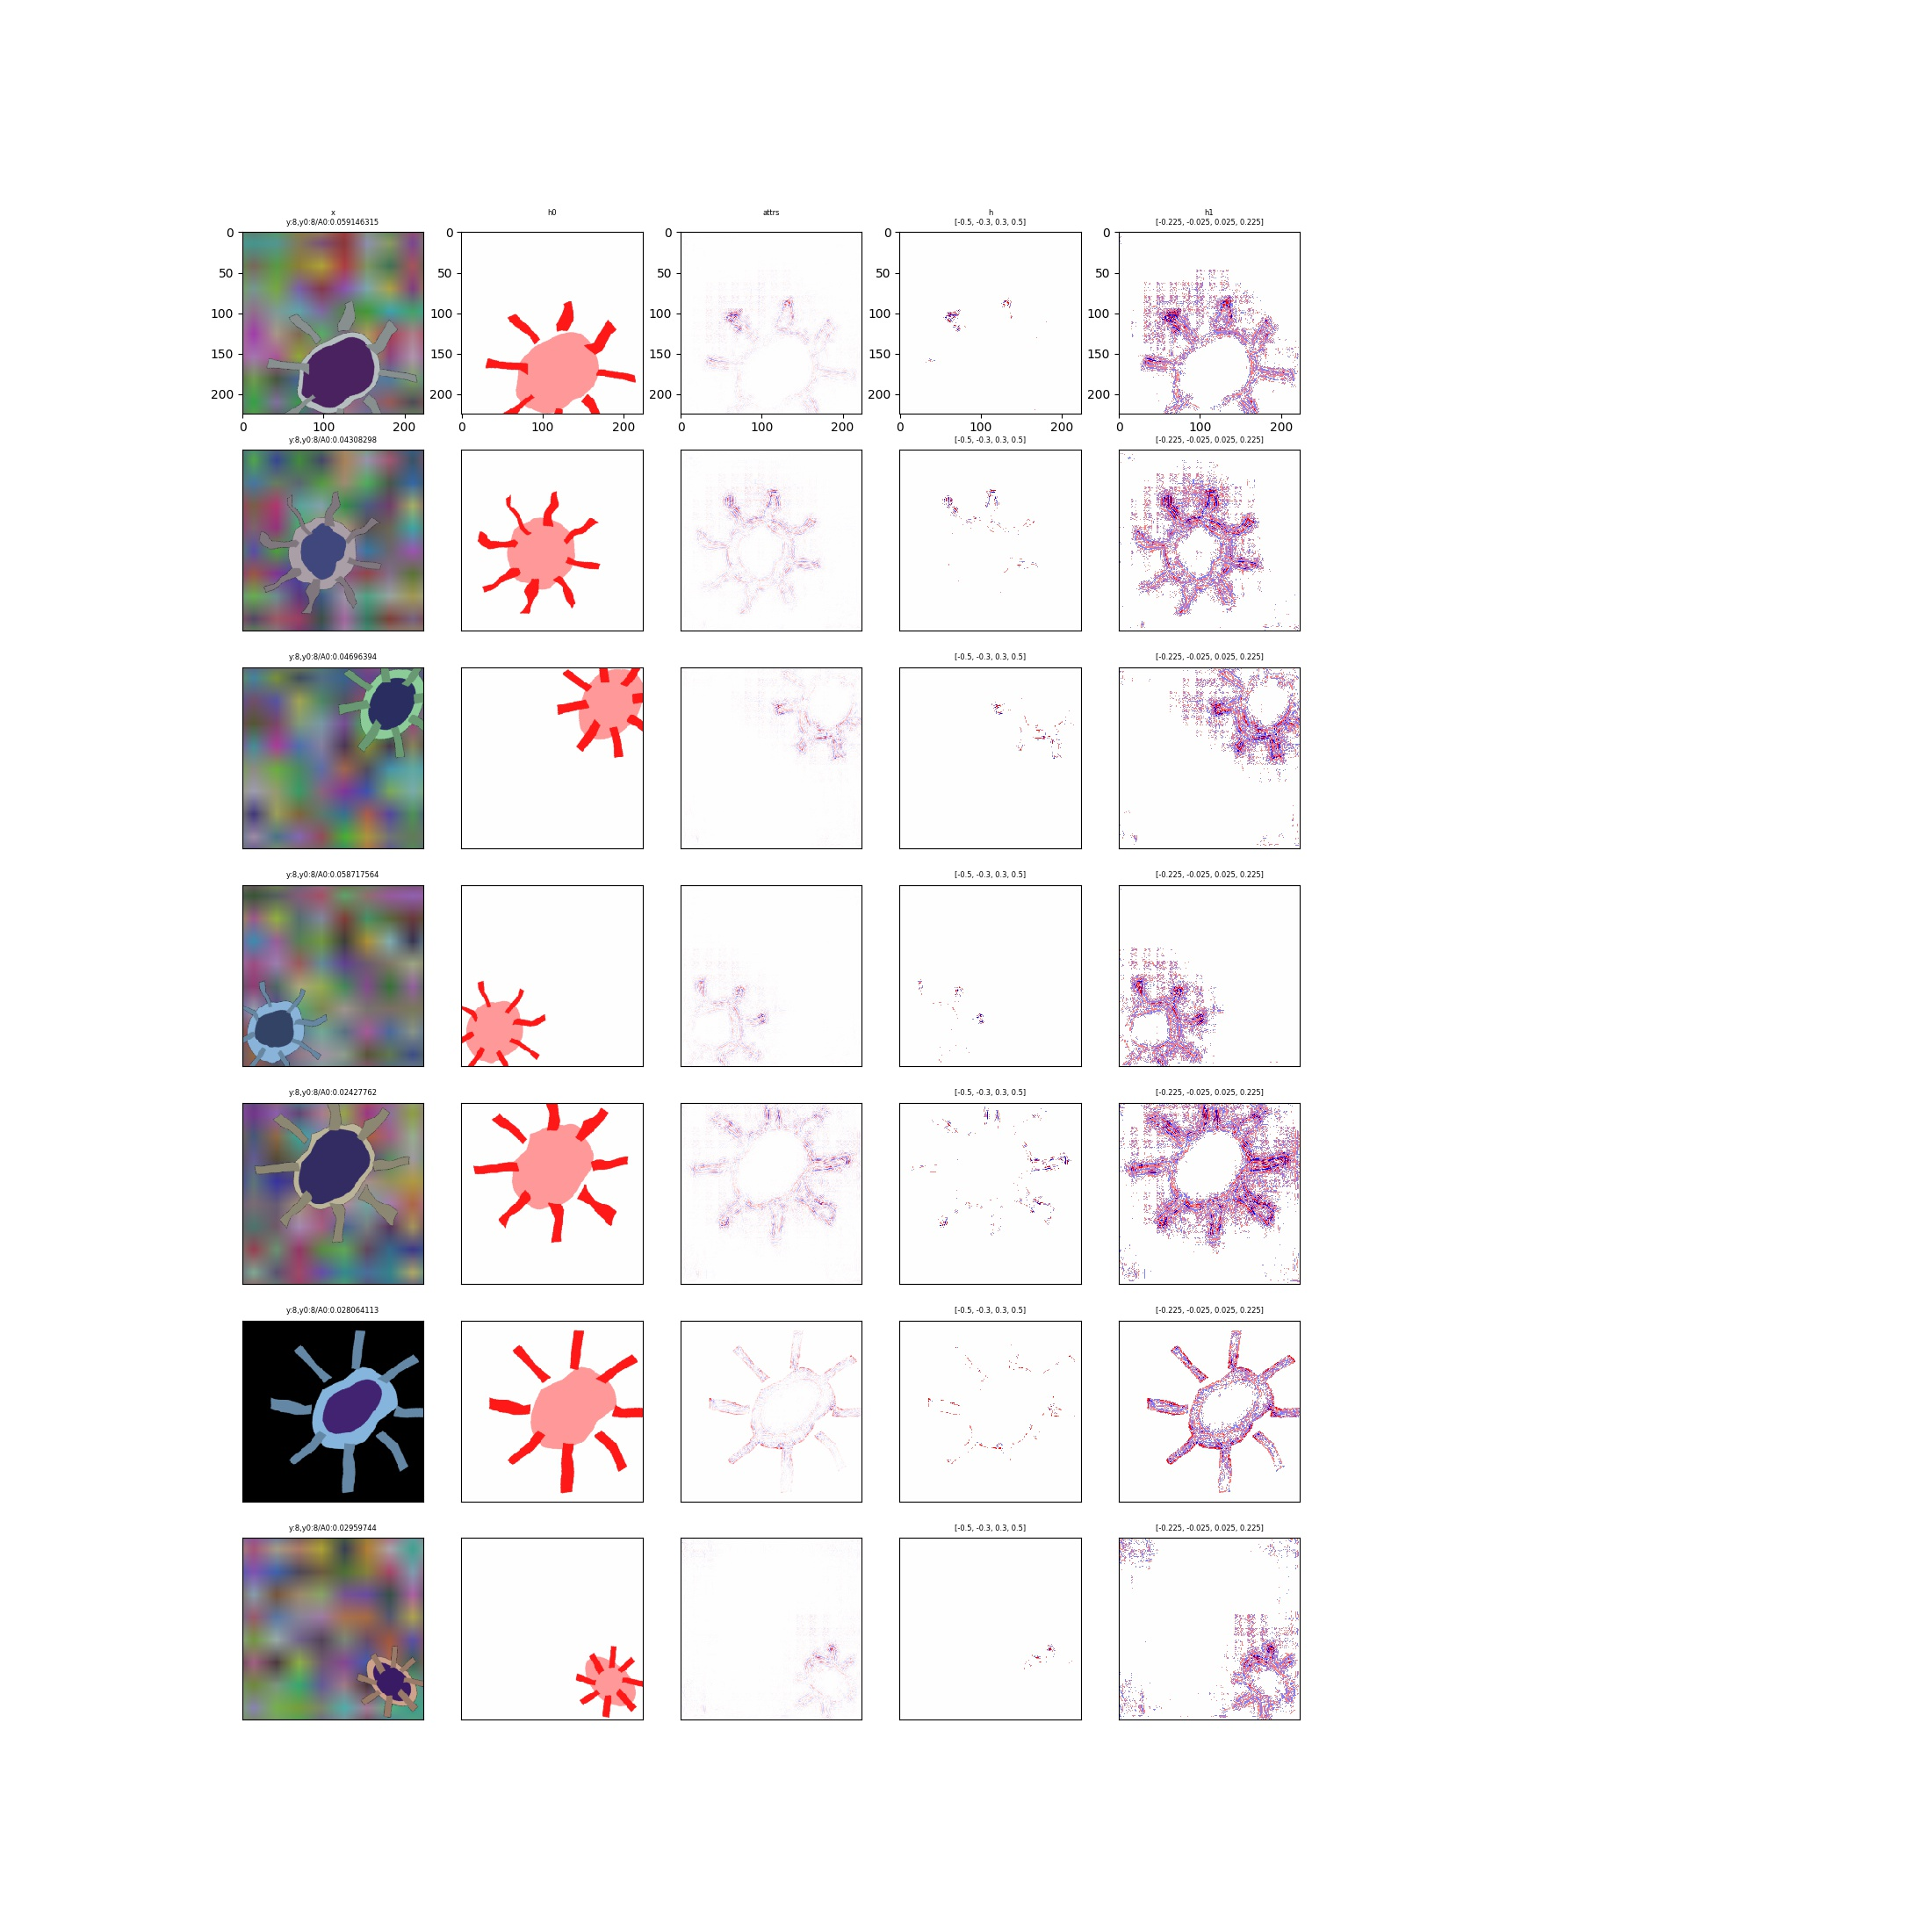 x
y:8,y0:8/A0:0.059146315
h0
attrs
h
[-0.5, -0.3, 0.3, 0.5]
h1
[-0.225, -0.025, 0.025, 0.225]
0
50
100
150
200
0
100
200
0
50
100
150
200
0
100
200
0
50
100
150
200
0
100
200
0
50
100
150
200
0
100
200
0
50
100
150
200
0
100
200
y:8,y0:8/A0:0.04308298
[-0.5, -0.3, 0.3, 0.5]
[-0.225, -0.025, 0.025, 0.225]
y:8,y0:8/A0:0.04696394
[-0.5, -0.3, 0.3, 0.5]
[-0.225, -0.025, 0.025, 0.225]
y:8,y0:8/A0:0.058717564
[-0.5, -0.3, 0.3, 0.5]
[-0.225, -0.025, 0.025, 0.225]
y:8,y0:8/A0:0.02427762
[-0.5, -0.3, 0.3, 0.5]
[-0.225, -0.025, 0.025, 0.225]
y:8,y0:8/A0:0.028064113
[-0.5, -0.3, 0.3, 0.5]
[-0.225, -0.025, 0.025, 0.225]
y:8,y0:8/A0:0.02959744
[-0.5, -0.3, 0.3, 0.5]
[-0.225, -0.025, 0.025, 0.225]